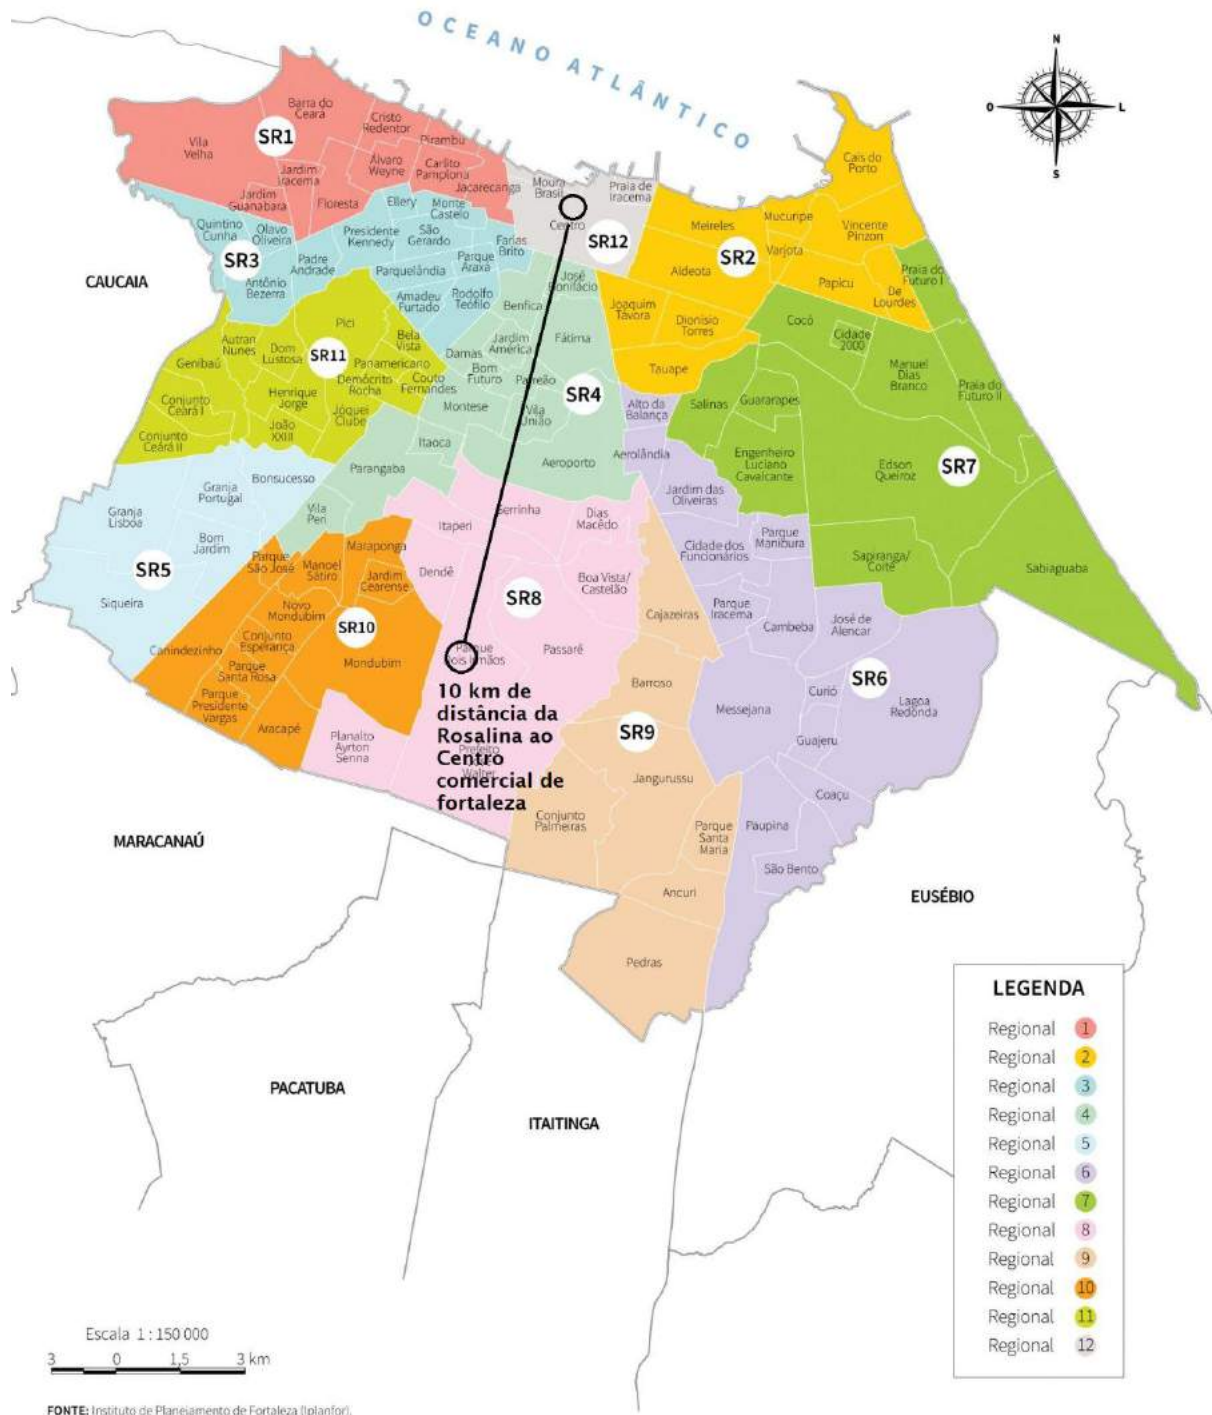 OCEANO ATLÂNTICO
N
O
L
S
Barra do
Ceará
Cristo
Redentor
Pirambu
SR1
Vila
Velha
Álvaro
Weyne
Carlito
Pamplona
Jardim
Iracema
Jacarecanga
Jardim
Guanabara
Floresta
Moura
Brasil
Praia de
Iracema
Centro
SR12
Cais do
Porto
Meireles
Mucuripe
Vincente
Pinzon
SR2
Varjota
Aldeota
Papicu
De
Lourdes
Praia do
Futuro I
Joaquim
Távora
Dionisio
Torres
Tauape
Quintino
Cunha
Olavo
Oliveira
Ellery
Monte
Castelo
Presidente
Kennedy
São
Gerardo
Farias
Brito
SR3
Padre
Andrade
Parquelândia
Parque
Araxá
Antônio
Bezerra
Amadeu
Furtado
Rodolfo
Teófilo
CAUCAIA
José
Bonifácio
Benfica
Jardim
América
Fátima
Damas
Bom
Futuro
Parreão
SR4
Montese
Vila
União
Itaoca
Aeroporto
Parangaba
Vila
Peri
Pici
Autran
Nunes
Dom
Lustosa
Bela
Vista
Genibaú
SR11
Panamericano
Demócrito
Rocha
Couto
Fernandes
Henrique
Jorge
Conjunto
Ceará I
Jóquei
Clube
João
XXIII
Conjunto
Ceará II
Cocó
Cidade
2000
Manuel
Dias
Branco
Praia do
Futuro II
Salinas
Guararapes
Engenheiro
Luciano
Cavalcante
Edson
Queiroz
SR7
Sapiranga/
Coité
Sabiaguaba
Alto da
Balança
Aerolândia
Jardim das
Oliveiras
Cidade dos
Funcionários
Parque
Manibura
Parque
Iracema
Cambeba
José de
Alencar
Curió
SR6
Lagoa
Redonda
Messejana
Guajeru
Coaçu
Paupina
São Bento
Granja
Portugal
Bonsucesso
Granja
Lisboa
Bom
Jardim
SR5
Siqueira
Parque
São José
Manoel
Sátiro
Maraponga
Jardim
Cearense
Novo
Mondubim
SR10
Canindezinho
Conjunto
Esperança
Mondubim
Parque
Santa Rosa
Parque
Presidente
Vargas
Aracapé
Itaperi
Serrinha
Dias
Macêdo
Dendê
Boa Vista/
Castelão
SR8
Parque
Dois Irmãos
Passaré
Planalto
Ayrton
Senna
Prefeito
José
Walter
10 km de
distância da
Rosalina ao
Centro
comercial de
fortaleza
Cajazeiras
Barroso
SR9
Jangurussu
Conjunto
Palmeiras
Parque
Santa
Maria
Ancuri
Pedras
MARACANAÚ
EUSÉBIO
PACATUBA
ITAITINGA
LEGENDA
Regional 1
Regional 2
Regional 3
Regional 4
Regional 5
Regional 6
Regional 7
Regional 8
Regional 9
Regional 10
Regional 11
Regional 12
Escala 1 : 150 000
3 0 1,5 3 km
FONTE: Instituto de Planejamento de Fortaleza (Iplanfor).